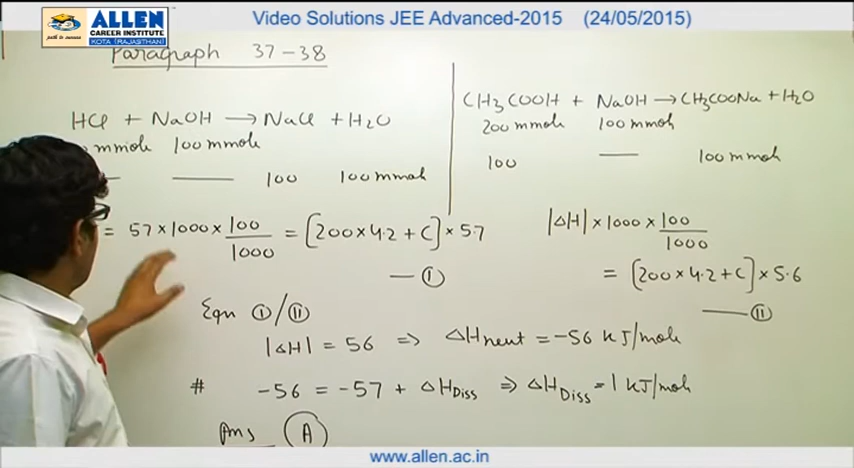 ALLEN
CAREER INSTITUTE
KOTA (RAJASTHAN)
path to success
Video Solutions JEE Advanced-2015 (24/05/2015)
Paragraph 37-38
HCl + NaOH → NaCl + H2O
mmole 100 mmole
— —— 100 100 mmol
= 57 × 1000 × 100/1000 = [200×4.2 + C] × 5.7
— ①
CH3COOH + NaOH → CH3COONa + H2O
200 mmole 100 mmol
100 — 100 mmol
|ΔH| × 1000 × 100/1000
= [200×4.2+C] × 5.6
— ②
Eqn ①/②
|ΔH| = 56 ⇒ ΔHneut = -56 KJ/mole
# -56 = -57 + ΔHDiss ⇒ ΔHDiss = 1 KJ/mol
Ans A
www.allen.ac.in